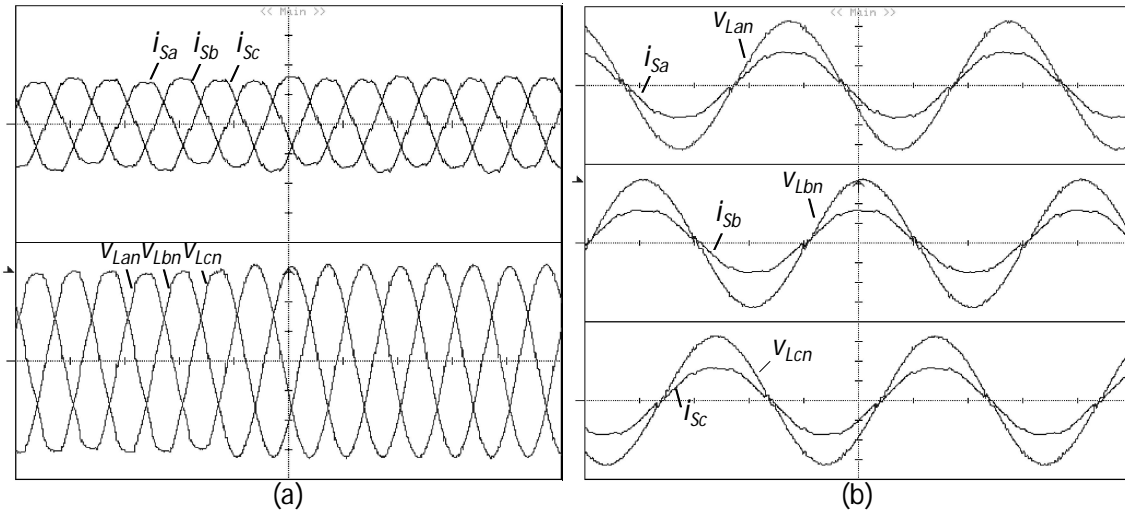 << Main >>
iSa iSb iSc
vLan vLbn vLcn
(a)
<< Main >>
vLan
iSa
vLbn
iSb
vLcn
iSc
(b)